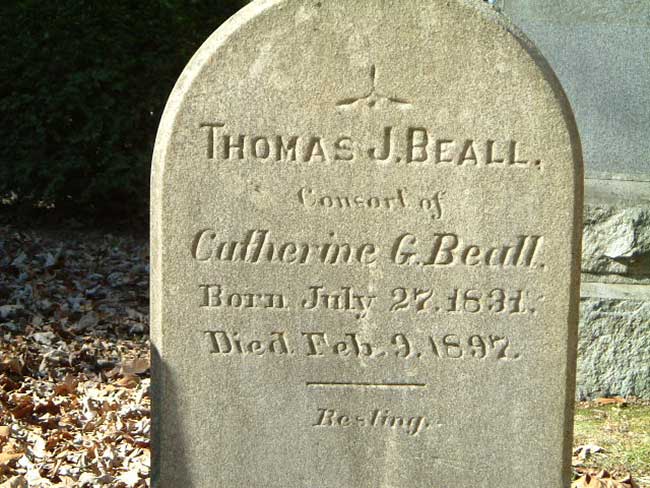 THOMAS J. BEALL.
Consort of
Catherine G. Beall.
Born July 27. 1831.
Died Feb. 9. 1897.
Resting.